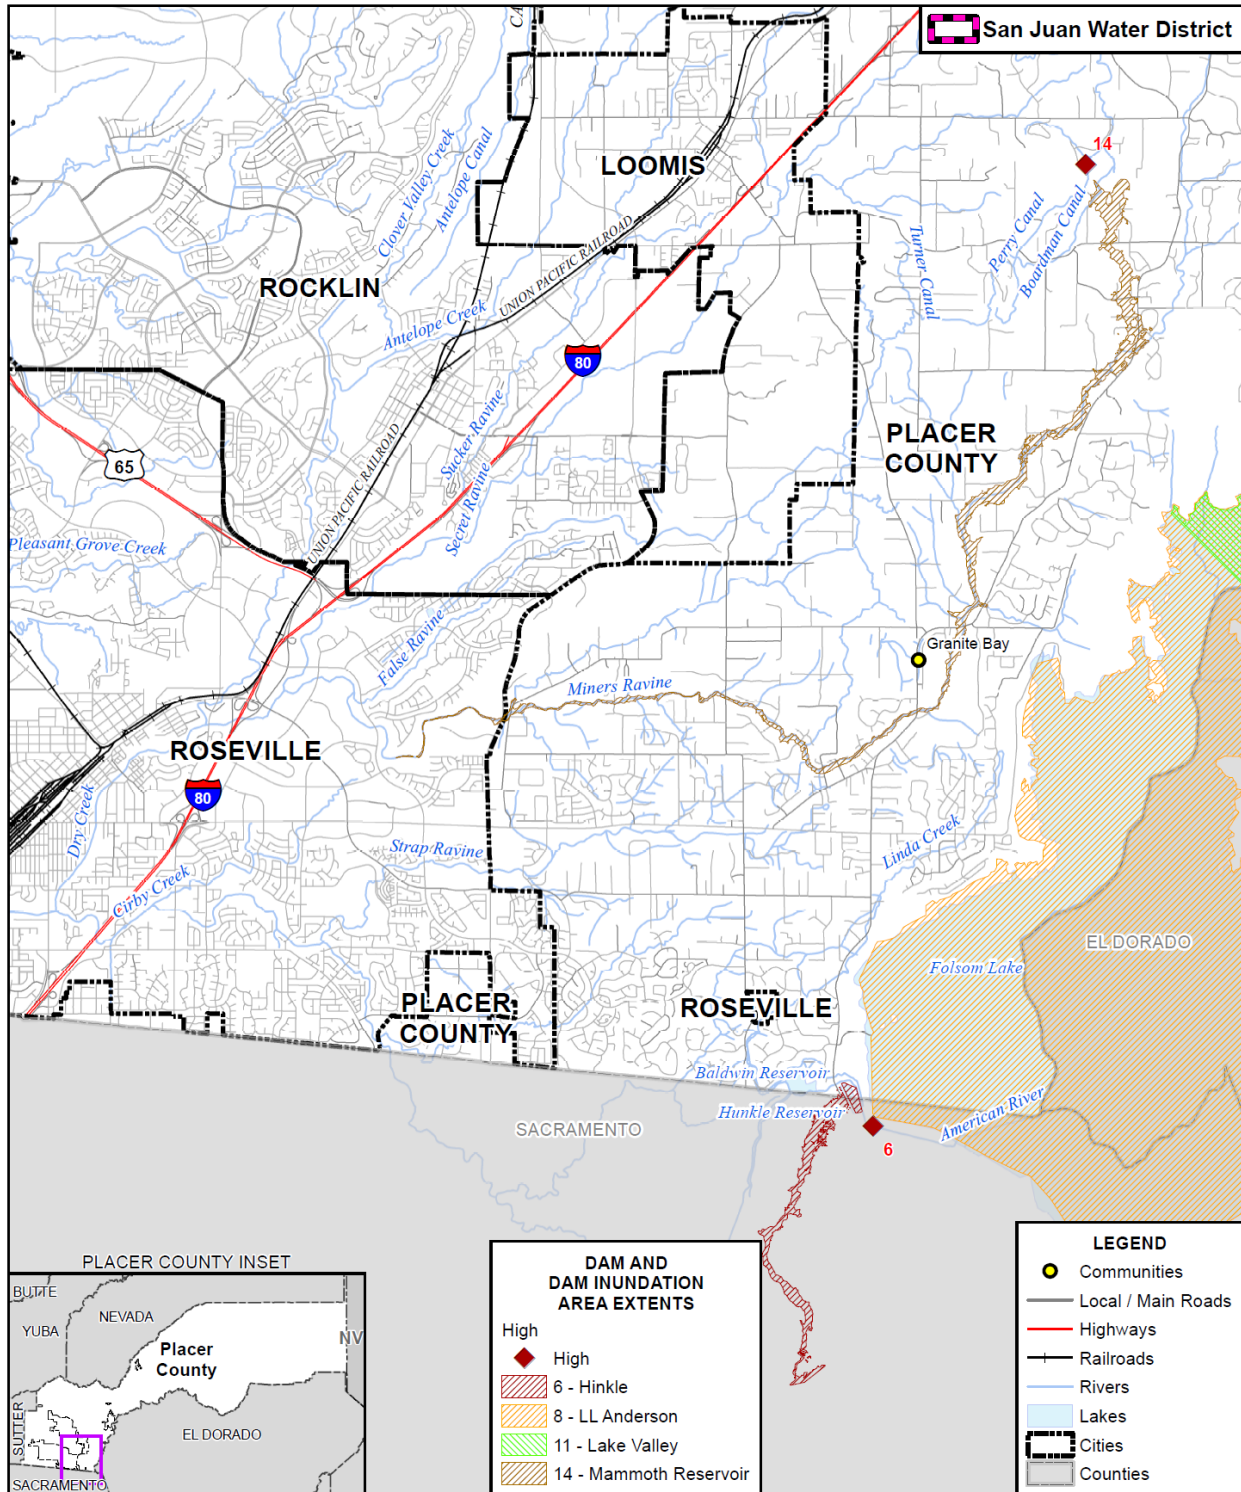 San Juan Water District
CA
LOOMIS
14
Clover Valley Creek
Antelope Canal
Perry Canal
Boardman Canal
Turner Canal
UNION PACIFIC RAILROAD
ROCKLIN
Antelope Creek
80
PLACER
COUNTY
65
Sucker Ravine
Secret Ravine
UNION PACIFIC RAILROAD
Pleasant Grove Creek
False Ravine
Granite Bay
Miners Ravine
ROSEVILLE
80
Dry Creek
Strap Ravine
Linda Creek
Cirby Creek
EL DORADO
Folsom Lake
PLACER
COUNTY
ROSEVILLE
Baldwin Reservoir
Hunkle Reservoir
American River
SACRAMENTO
6
PLACER COUNTY INSET
BUTTE
NEVADA
YUBA
NV
Placer
County
SUTTER
EL DORADO
SACRAMENTO
DAM AND
DAM INUNDATION
AREA EXTENTS
High
High
6 - Hinkle
8 - LL Anderson
11 - Lake Valley
14 - Mammoth Reservoir
LEGEND
Communities
Local / Main Roads
Highways
Railroads
Rivers
Lakes
Cities
Counties